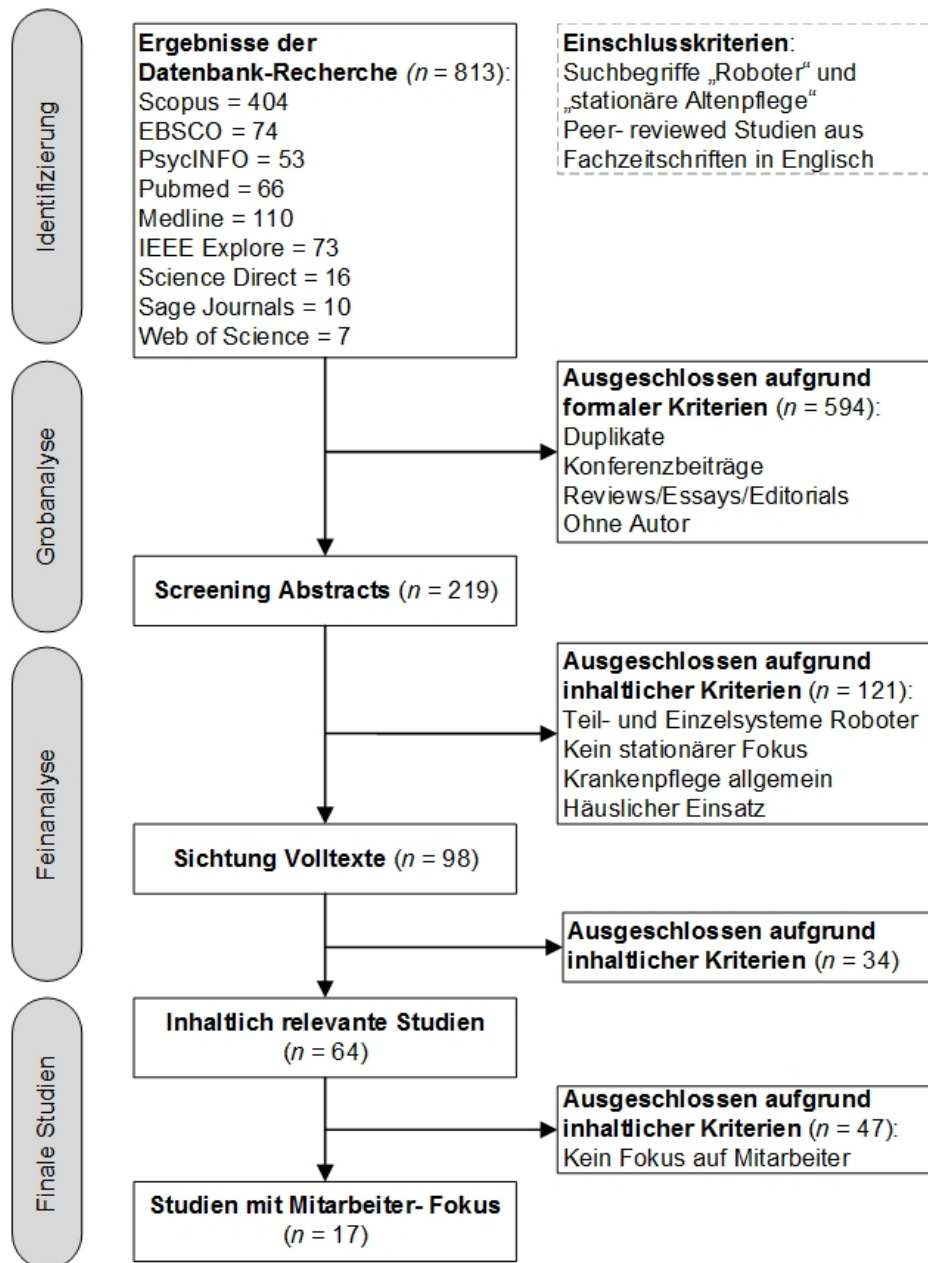 Identifizierung
Ergebnisse der
Datenbank-Recherche (n = 813):
Scopus = 404
EBSCO = 74
PsycINFO = 53
Pubmed = 66
Medline = 110
IEEE Explore = 73
Science Direct = 16
Sage Journals = 10
Web of Science = 7
Einschlusskriterien:
Suchbegriffe „Roboter“ und
„stationäre Altenpflege“
Peer- reviewed Studien aus
Fachzeitschriften in Englisch
Grobanalyse
Ausgeschlossen aufgrund
formaler Kriterien (n = 594):
Duplikate
Konferenzbeiträge
Reviews/Essays/Editorials
Ohne Autor
Screening Abstracts (n = 219)
Feinanalyse
Ausgeschlossen aufgrund
inhaltlicher Kriterien (n = 121):
Teil- und Einzelsysteme Roboter
Kein stationärer Fokus
Krankenpflege allgemein
Häuslicher Einsatz
Sichtung Volltexte (n = 98)
Ausgeschlossen aufgrund
inhaltlicher Kriterien (n = 34)
Finale Studien
Inhaltlich relevante Studien
(n = 64)
Ausgeschlossen aufgrund
inhaltlicher Kriterien (n = 47):
Kein Fokus auf Mitarbeiter
Studien mit Mitarbeiter- Fokus
(n = 17)